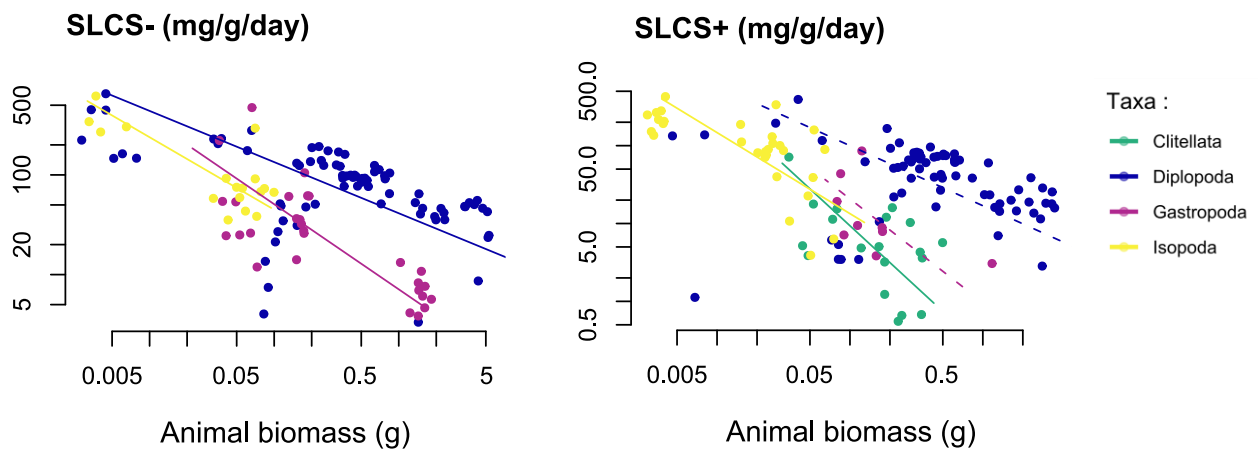 SLCS- (mg/g/day)
500
100
20
5
0.005
0.05
0.5
5
Animal biomass (g)
SLCS+ (mg/g/day)
500.0
50.0
5.0
0.5
0.005
0.05
0.5
Animal biomass (g)
Taxa :
Clitellata
Diplopoda
Gastropoda
Isopoda